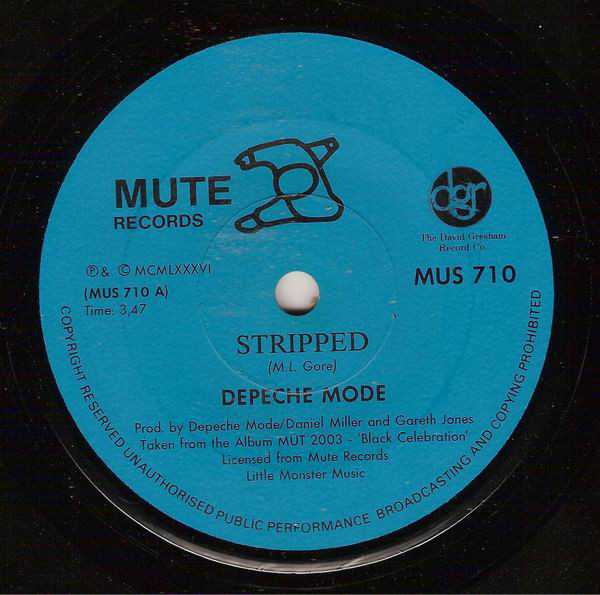 MUTE
RECORDS
dgr
The David Gresham
Record Co.
MUS 710
℗ & © MCMLXXXVI
(MUS 710 A)
Time: 3,47
STRIPPED
(M.L. Gore)
DEPECHE MODE
Prod. by Depeche Mode/Daniel Miller and Gareth Jones
Taken from the Album MUT 2003 - 'Black Celebration'
Licensed from Mute Records
Little Monster Music
COPYRIGHT RESERVED UNAUTHORISED PUBLIC PERFORMANCE BROADCASTING AND COPYING PROHIBITED